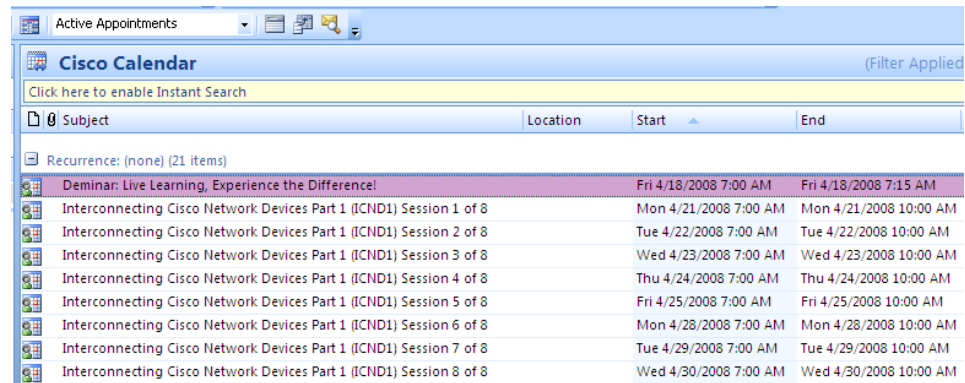 Active Appointments
Cisco Calendar (Filter Applied
Click here to enable Instant Search
Subject Location Start End
Recurrence: (none) (21 items)
Deminar: Live Learning, Experience the Difference! Fri 4/18/2008 7:00 AM Fri 4/18/2008 7:15 AM
Interconnecting Cisco Network Devices Part 1 (ICND1) Session 1 of 8 Mon 4/21/2008 7:00 AM Mon 4/21/2008 10:00 AM
Interconnecting Cisco Network Devices Part 1 (ICND1) Session 2 of 8 Tue 4/22/2008 7:00 AM Tue 4/22/2008 10:00 AM
Interconnecting Cisco Network Devices Part 1 (ICND1) Session 3 of 8 Wed 4/23/2008 7:00 AM Wed 4/23/2008 10:00 AM
Interconnecting Cisco Network Devices Part 1 (ICND1) Session 4 of 8 Thu 4/24/2008 7:00 AM Thu 4/24/2008 10:00 AM
Interconnecting Cisco Network Devices Part 1 (ICND1) Session 5 of 8 Fri 4/25/2008 7:00 AM Fri 4/25/2008 10:00 AM
Interconnecting Cisco Network Devices Part 1 (ICND1) Session 6 of 8 Mon 4/28/2008 7:00 AM Mon 4/28/2008 10:00 AM
Interconnecting Cisco Network Devices Part 1 (ICND1) Session 7 of 8 Tue 4/29/2008 7:00 AM Tue 4/29/2008 10:00 AM
Interconnecting Cisco Network Devices Part 1 (ICND1) Session 8 of 8 Wed 4/30/2008 7:00 AM Wed 4/30/2008 10:00 AM